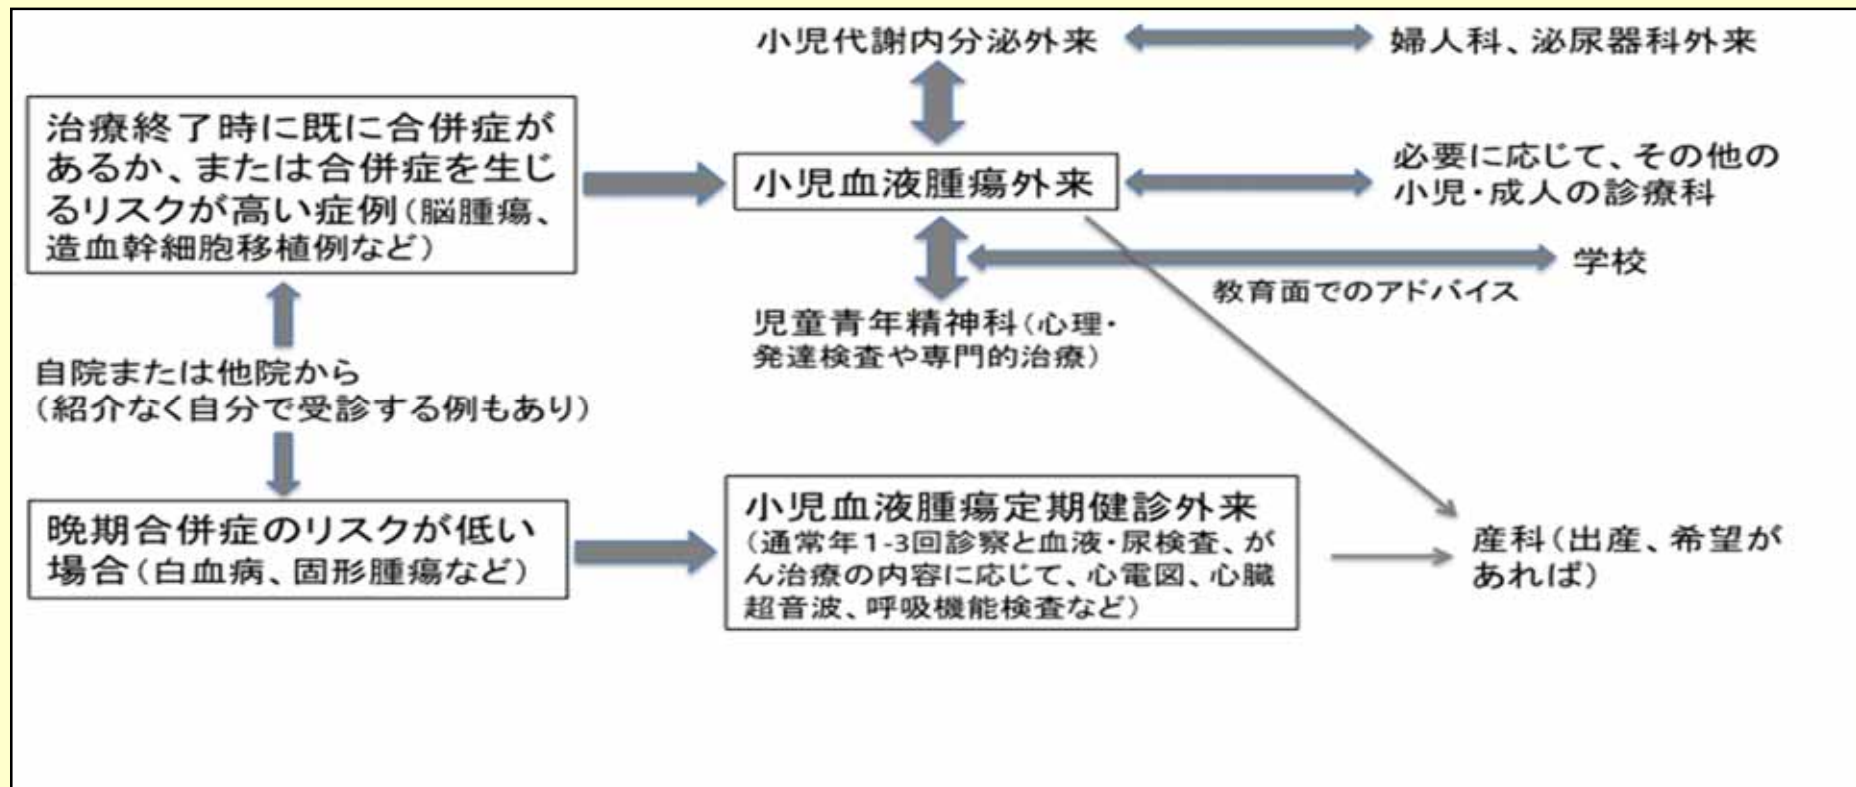 小児代謝内分泌外来
婦人科、泌尿器科外来
治療終了時に既に合併症が
あるか、または合併症を生じ
るリスクが高い症例(脳腫瘍、
造血幹細胞移植例など)
小児血液腫瘍外来
必要に応じて、その他の
小児・成人の診療科
学校
教育面でのアドバイス
児童青年精神科(心理・
発達検査や専門的治療)
自院または他院から
(紹介なく自分で受診する例もあり)
晩期合併症のリスクが低い
場合(白血病、固形腫瘍など)
小児血液腫瘍定期健診外来
(通常年1-3回診察と血液・尿検査、が
ん治療の内容に応じて、心電図、心臓
超音波、呼吸機能検査など)
産科(出産、希望が
あれば)